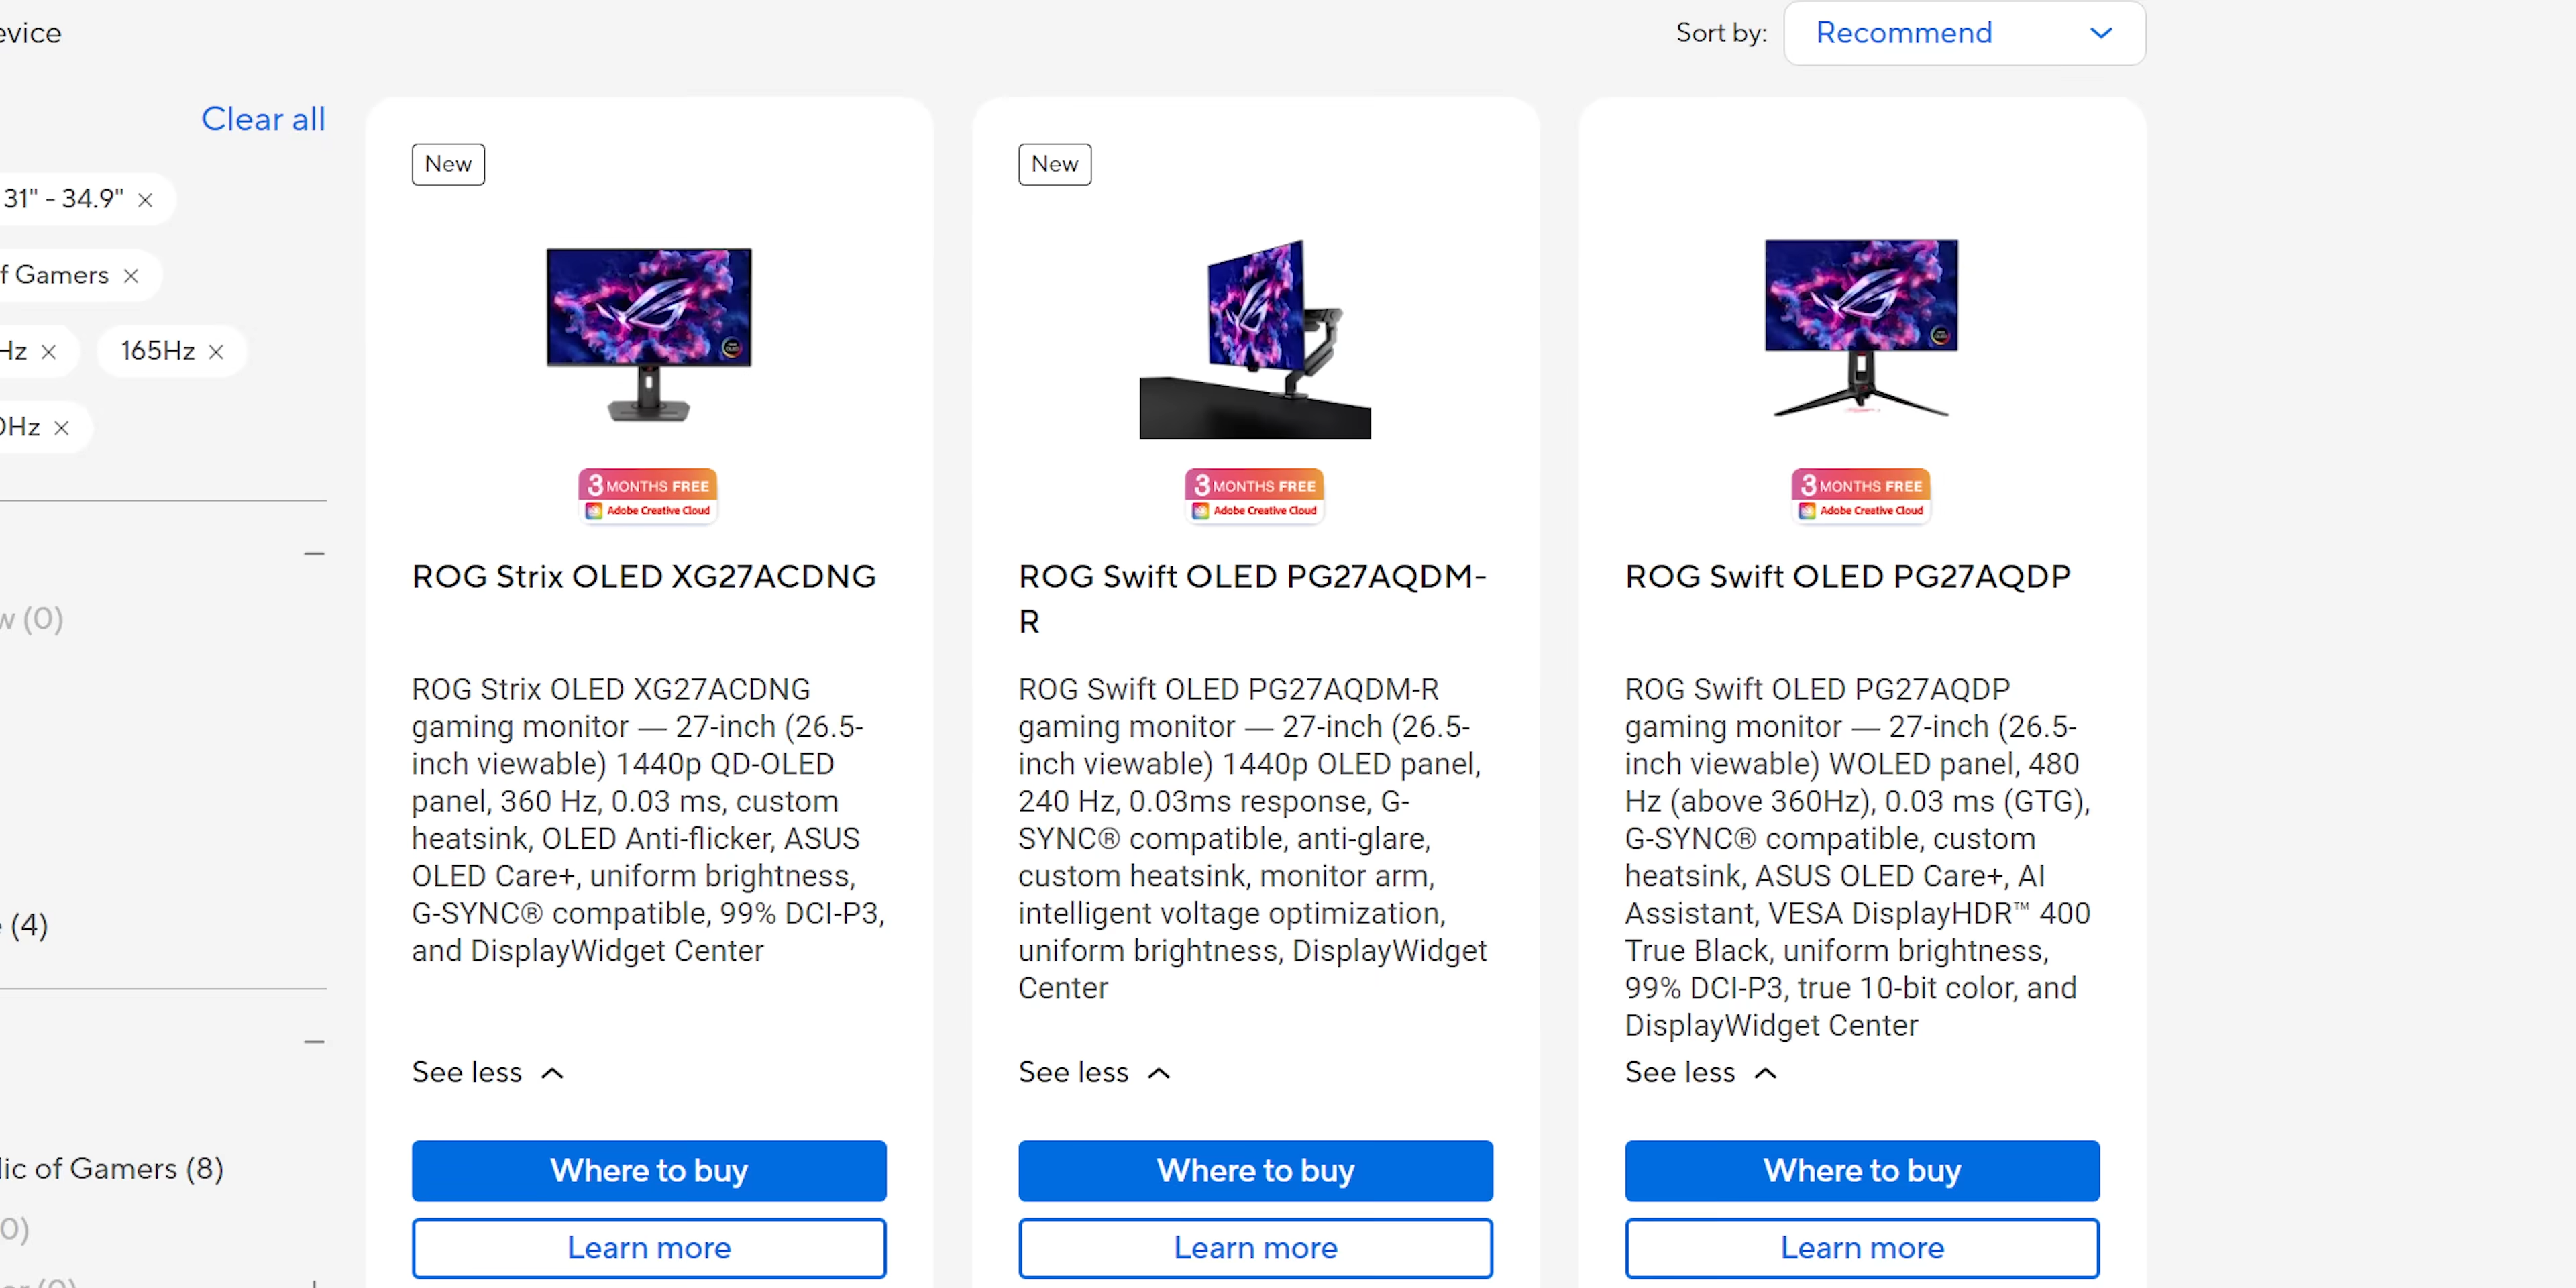 evice
Sort by:
Recommend
Clear all
31" - 34.9"
f Gamers
Hz
165Hz
0Hz
w (0)
(4)
lic of Gamers (8)
0)
New
3 MONTHS FREE
Adobe Creative Cloud
ROG Strix OLED XG27ACDNG
ROG Strix OLED XG27ACDNG
gaming monitor — 27-inch (26.5-
inch viewable) 1440p QD-OLED
panel, 360 Hz, 0.03 ms, custom
heatsink, OLED Anti-flicker, ASUS
OLED Care+, uniform brightness,
G-SYNC® compatible, 99% DCI-P3,
and DisplayWidget Center
See less
Where to buy
Learn more
New
3 MONTHS FREE
Adobe Creative Cloud
ROG Swift OLED PG27AQDM-
R
ROG Swift OLED PG27AQDM-R
gaming monitor — 27-inch (26.5-
inch viewable) 1440p OLED panel,
240 Hz, 0.03ms response, G-
SYNC® compatible, anti-glare,
custom heatsink, monitor arm,
intelligent voltage optimization,
uniform brightness, DisplayWidget
Center
See less
Where to buy
Learn more
3 MONTHS FREE
Adobe Creative Cloud
ROG Swift OLED PG27AQDP
ROG Swift OLED PG27AQDP
gaming monitor — 27-inch (26.5-
inch viewable) WOLED panel, 480
Hz (above 360Hz), 0.03 ms (GTG),
G-SYNC® compatible, custom
heatsink, ASUS OLED Care+, AI
Assistant, VESA DisplayHDR™ 400
True Black, uniform brightness,
99% DCI-P3, true 10-bit color, and
DisplayWidget Center
See less
Where to buy
Learn more